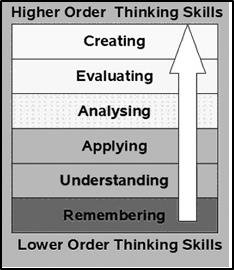 Higher Order Thinking Skills
Creating
Evaluating
Analysing
Applying
Understanding
Remembering
Lower Order Thinking Skills